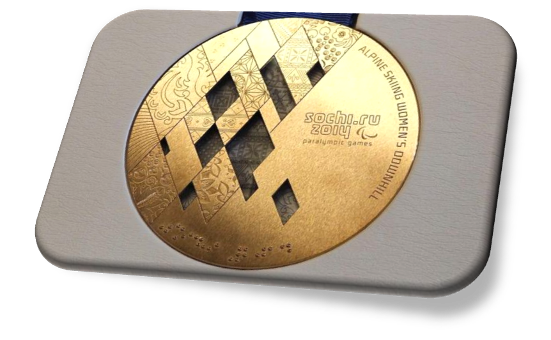 ALPINE SKIING WOMEN'S DOWNHILL
sochi.ru
2014
paralympic games